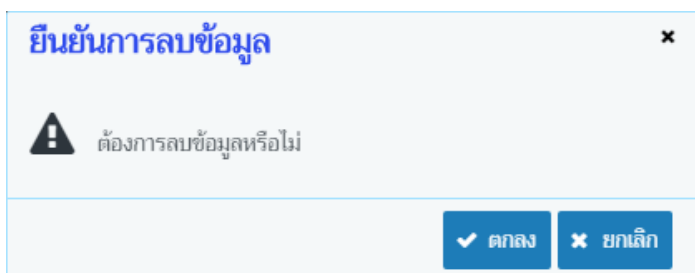 ยืนยันการลบข้อมูล
ต้องการลบข้อมูลหรือไม่
ตกลง ยกเลิก